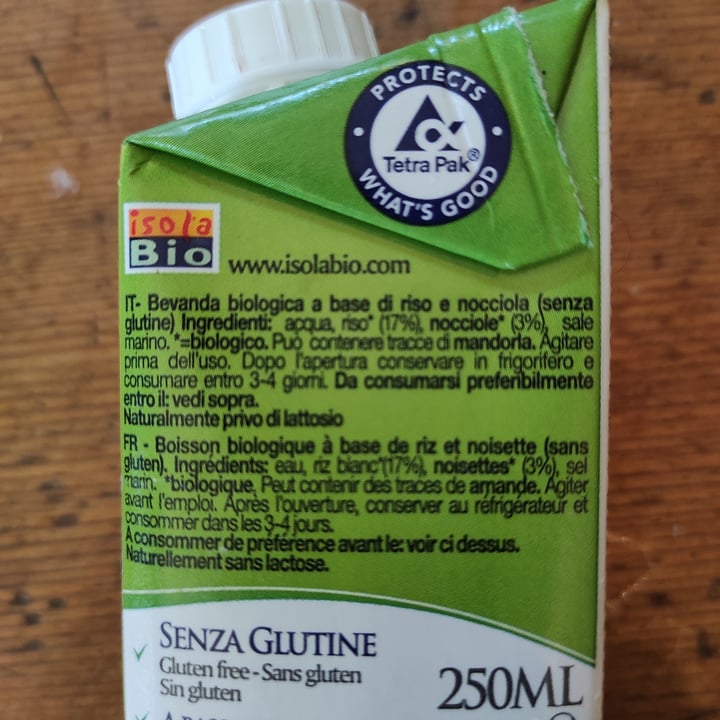 PROTECTS
Tetra Pak®
WHAT'S GOOD
isola
Bio
www.isolabio.com
IT- Bevanda biologica a base di riso e nocciola (senza
glutine) Ingredienti: acqua, riso* (17%), nocciole* (3%), sale
marino. *=biologico. Può contenere tracce di mandorla. Agitare
prima dell'uso. Dopo l'apertura conservare in frigorifero e
consumare entro 3-4 giorni. Da consumarsi preferibilmente
entro il: vedi sopra.
Naturalmente privo di lattosio
FR - Boisson biologique à base de riz et noisette (sans
gluten). Ingrédients: eau, riz blanc*(17%), noisettes* (3%), sel
marin. *biologique. Peut contenir des traces de amande. Agiter
avant l'emploi. Après l'ouverture, conserver au réfrigérateur et
consommer dans les 3-4 jours.
A consommer de préférence avant le: voir ci dessus.
Naturellement sans lactose.
SENZA GLUTINE
Gluten free - Sans gluten
Sin gluten
250ML